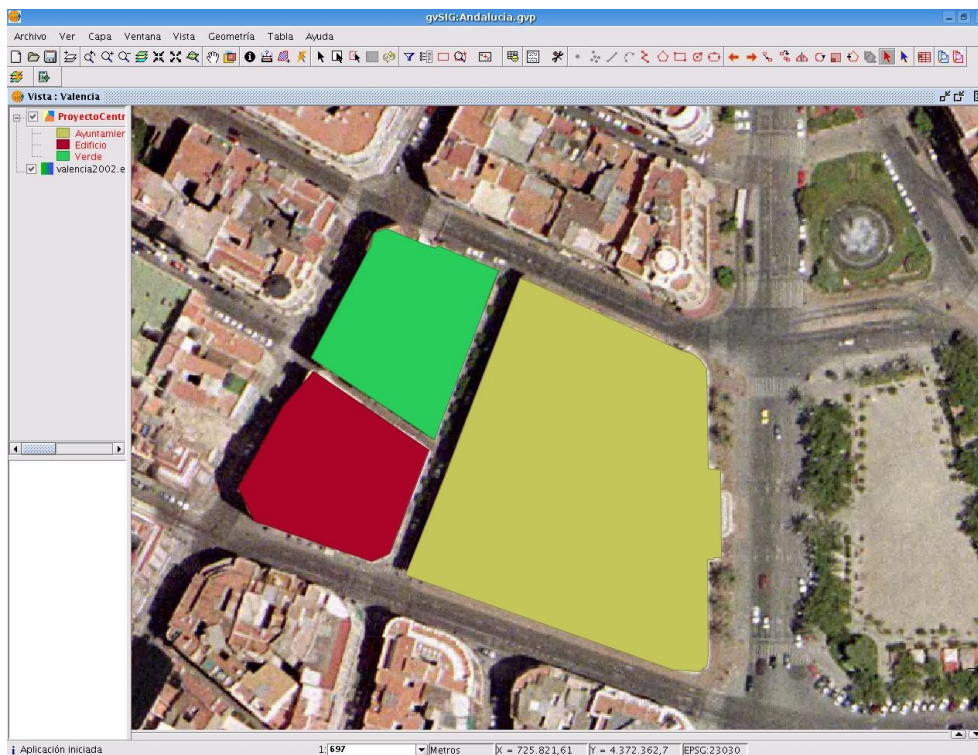 gvSIG:Andalucia.gvp
Archivo Ver Capa Ventana Vista Geometría Tabla Ayuda
Vista : Valencia
ProyectoCentr
Ayuntamier
Edificio
Verde
valencia2002.e
Aplicación iniciada 1: 697 Metros X = 725.821,61 Y = 4.372.362,7 EPSG:23030